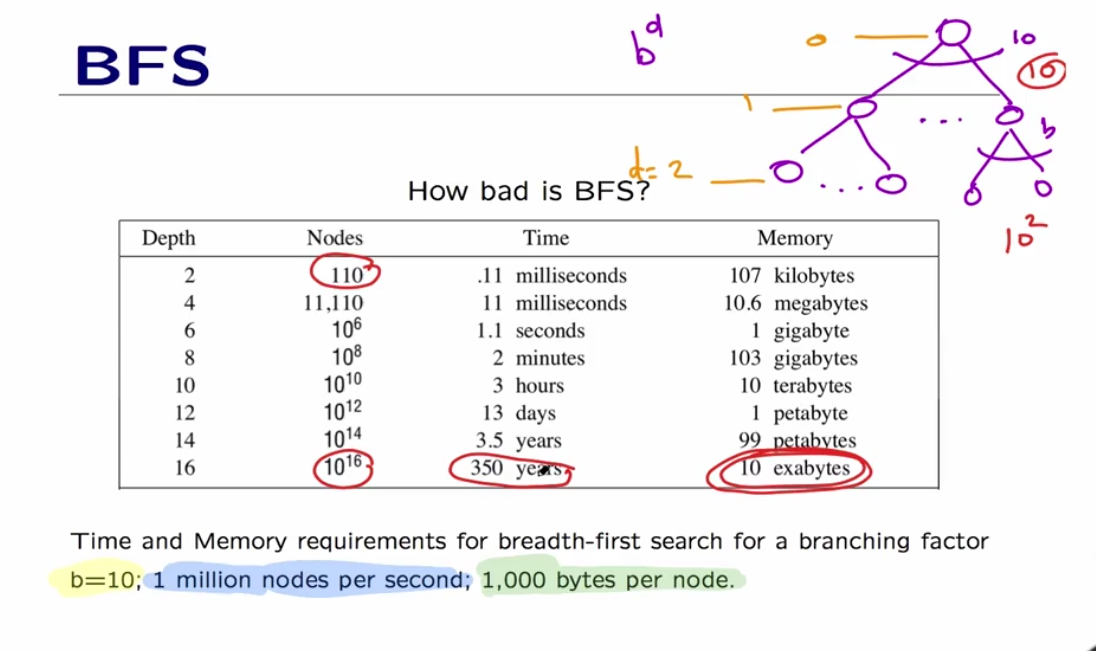 BFS
b^d
0
10
10
1
b
d=2
10^2
How bad is BFS?
Depth Nodes Time Memory
2 110 .11 milliseconds 107 kilobytes
4 11,110 11 milliseconds 10.6 megabytes
6 10^6 1.1 seconds 1 gigabyte
8 10^8 2 minutes 103 gigabytes
10 10^10 3 hours 10 terabytes
12 10^12 13 days 1 petabyte
14 10^14 3.5 years 99 petabytes
16 10^16 350 years 10 exabytes
Time and Memory requirements for breadth-first search for a branching factor
b=10; 1 million nodes per second; 1,000 bytes per node.